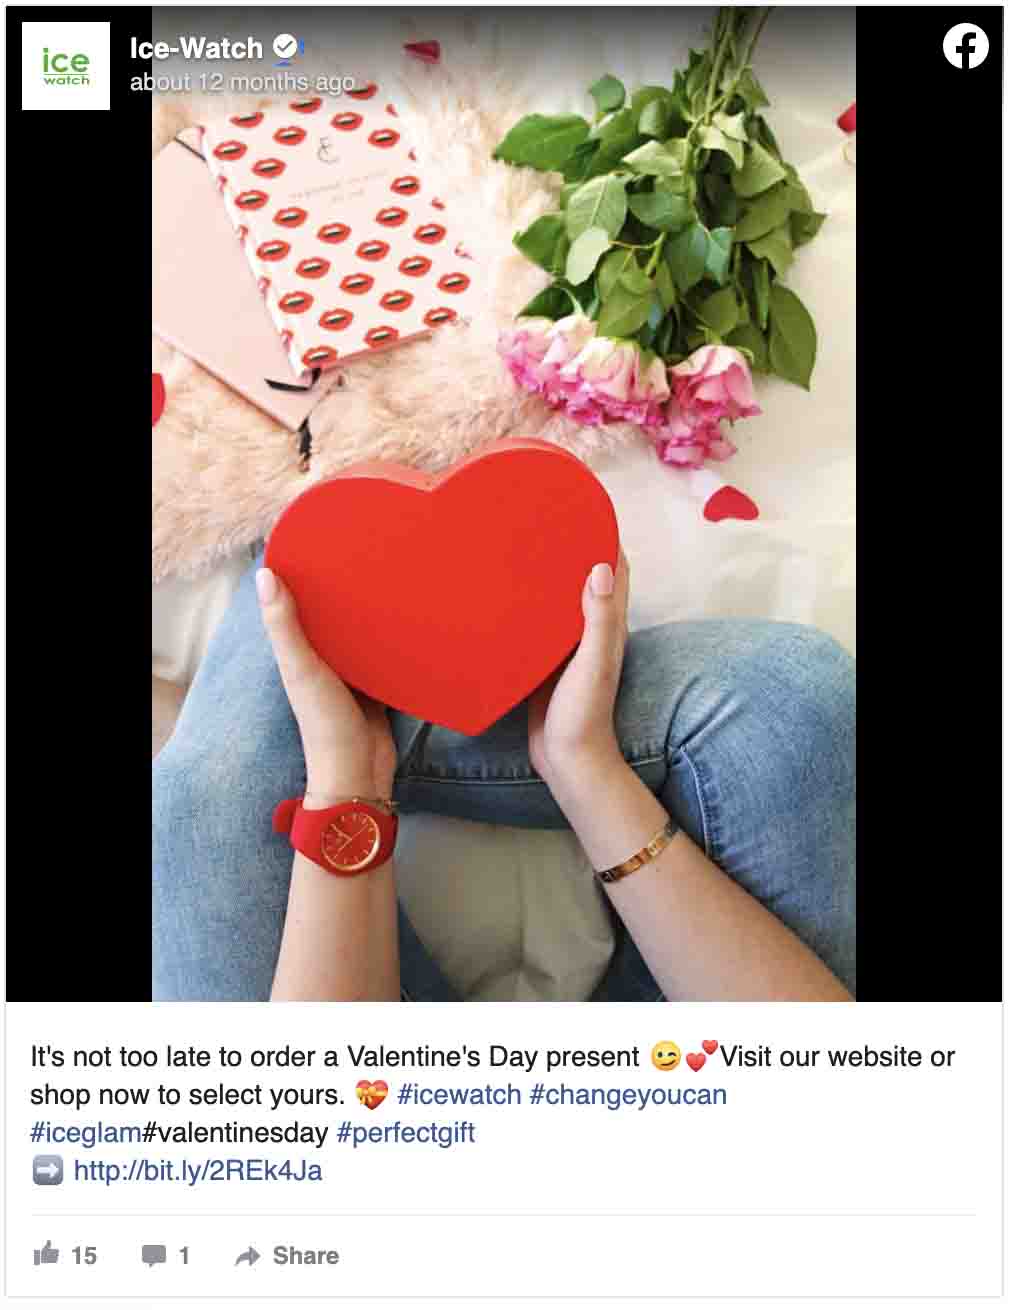 ice
watch
Ice-Watch
about 12 months ago
It's not too late to order a Valentine's Day present 😉💕Visit our website or
shop now to select yours. 💝 #icewatch #changeyoucan
#iceglam#valentinesday #perfectgift
➡️ http://bit.ly/2REk4Ja
15 1 Share